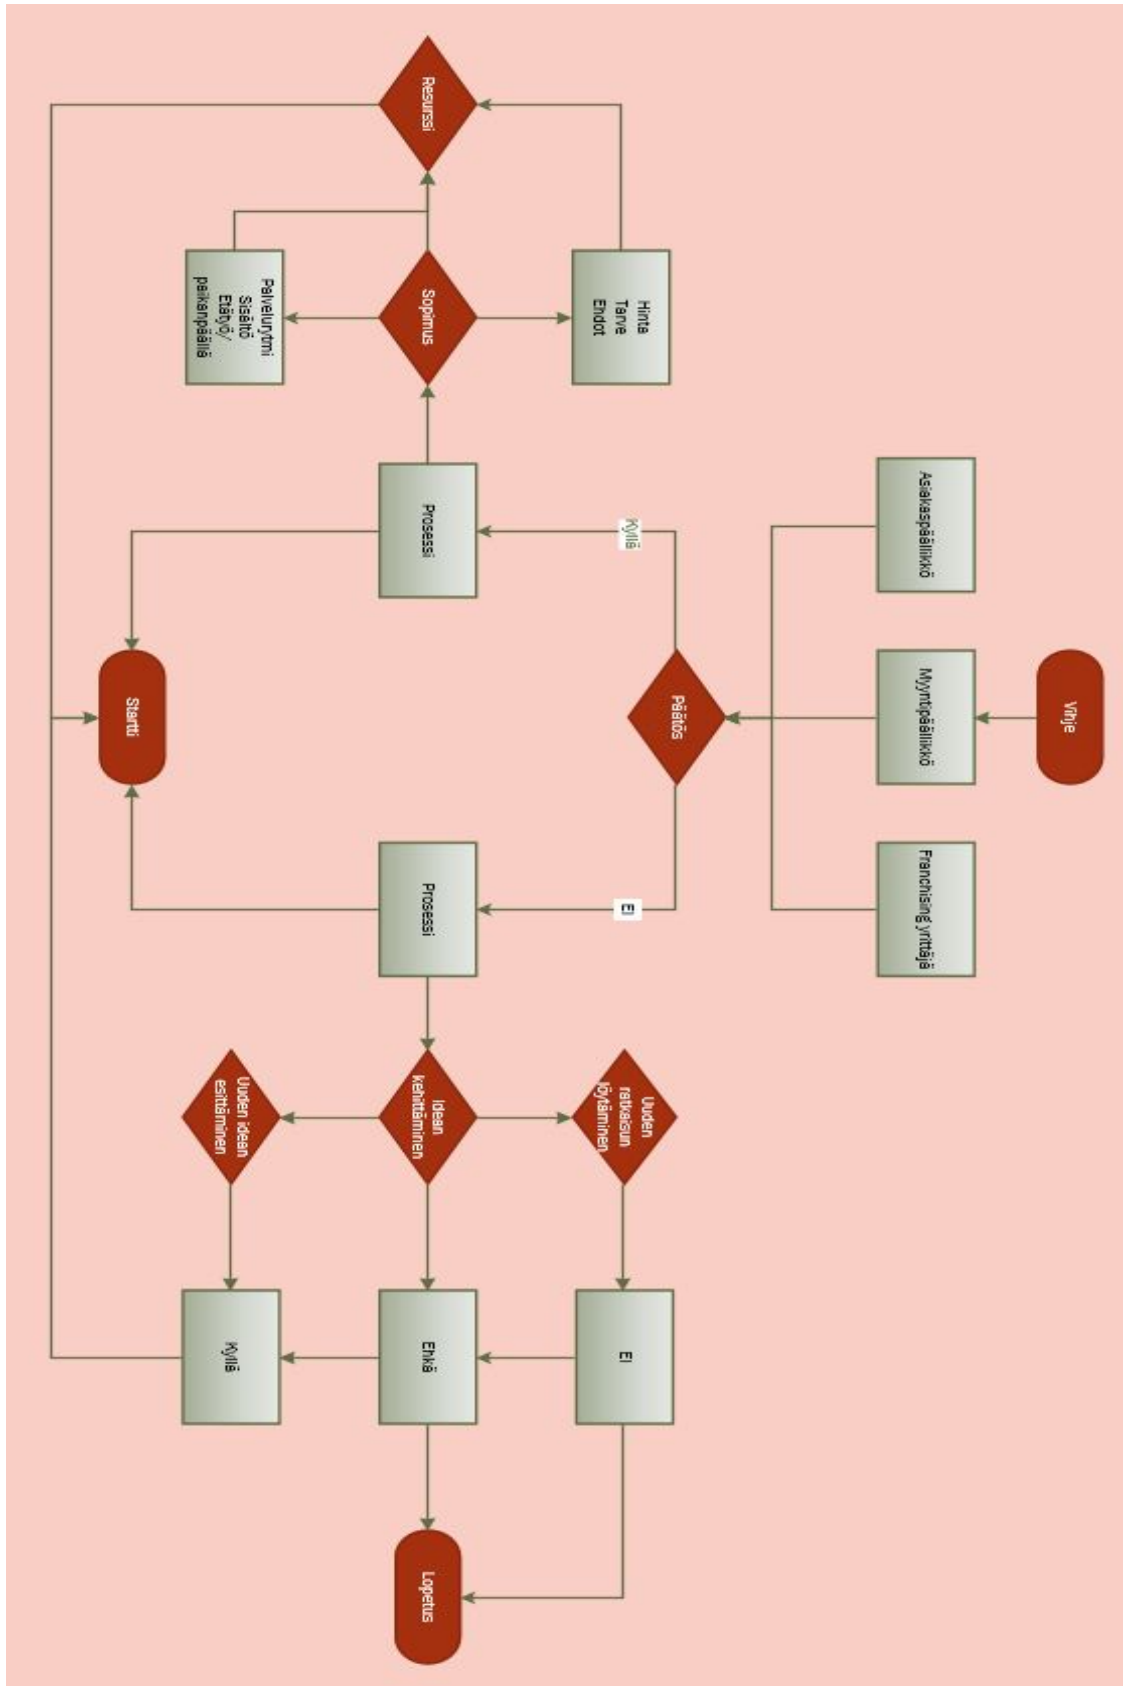 Vihje
Asiakaspäällikkö
Myyntipäällikkö
Franchising yrittäjä
Päätös
Kyllä
EI
Hinta
Tarve
Ehdot
Uuden
ratkaisun
löytäminen
EI
Resurssi
Sopimus
Prosessi
Prosessi
Idean
kehittäminen
Ehkä
Lopetus
Palvelurytmi
Sisältö
Etätyö/
paikanpäällä
Uuden idean
esittäminen
Kyllä
Startti